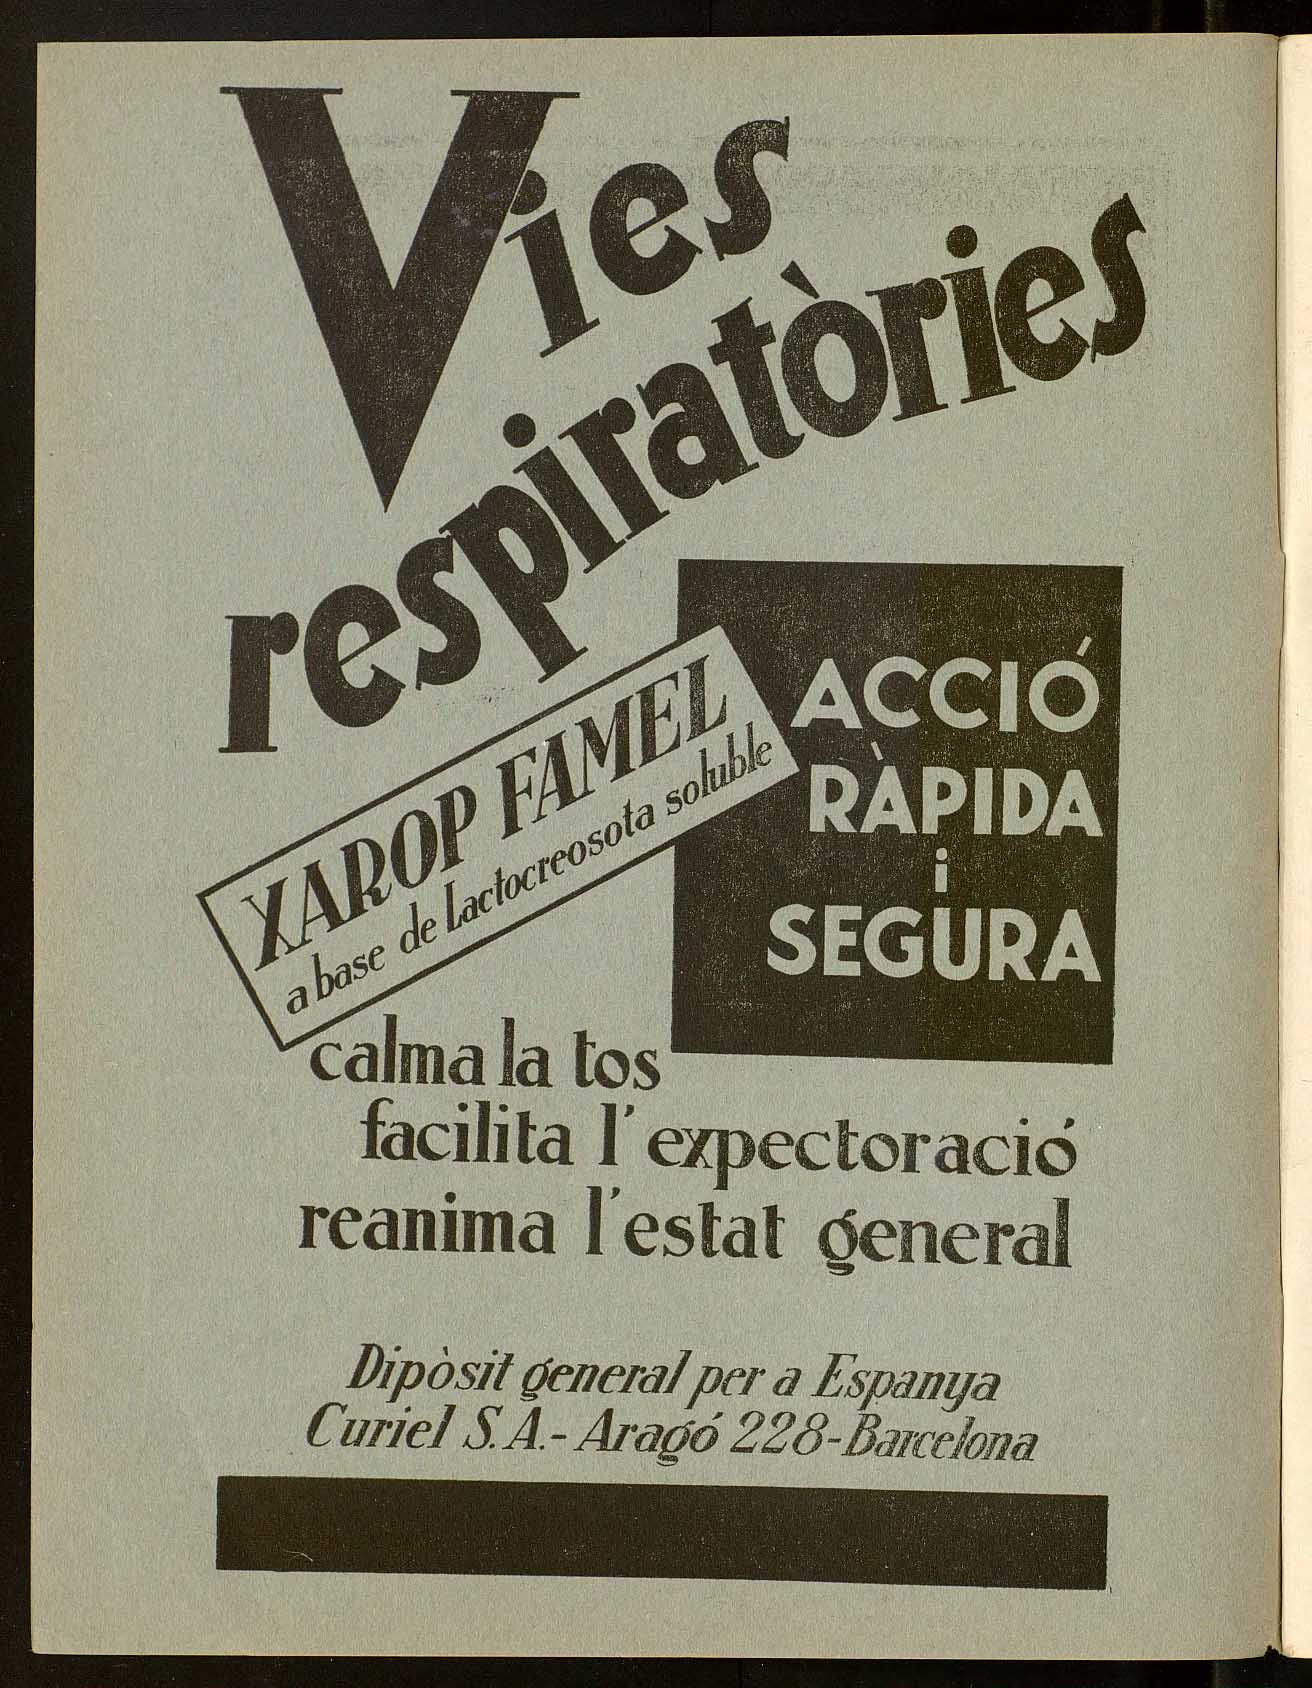 Vies
respiratòries
XAROP FAMEL
a base de Lactocreosota soluble
ACCIÓ
RÀPIDA
i
SEGURA
calma la tos
facilita l'expectoració
reanima l'estat general
Dipòsit general per a Espanya
Curiel S.A.- Aragó 228-Barcelona